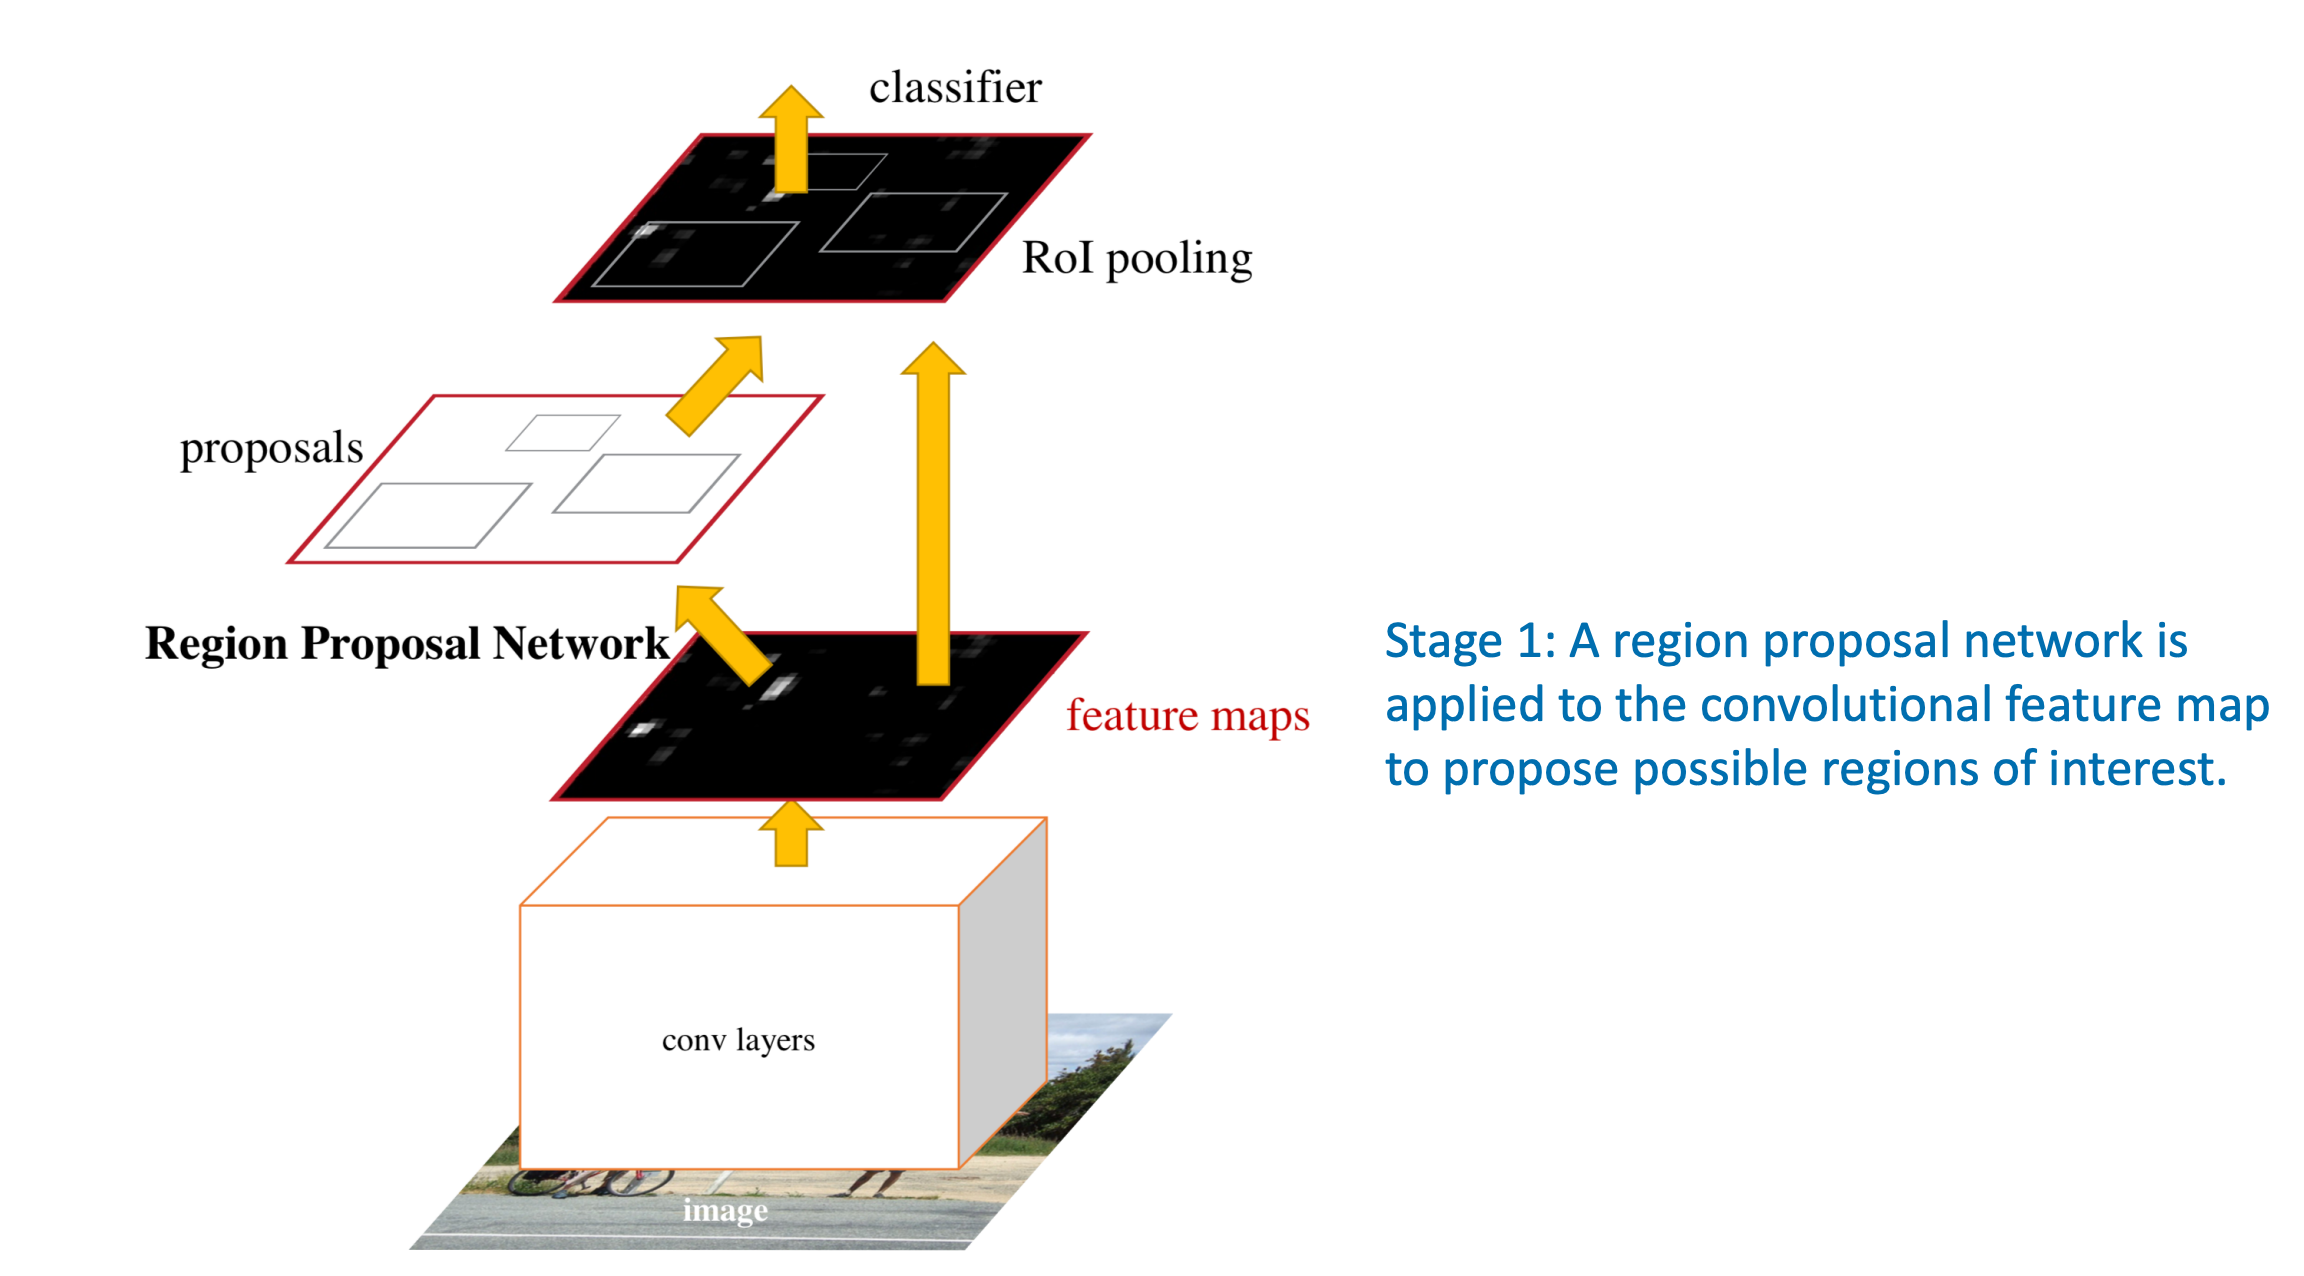 classifier
RoI pooling
proposals
Region Proposal Network
feature maps
conv layers
image
Stage 1: A region proposal network is
applied to the convolutional feature map
to propose possible regions of interest.